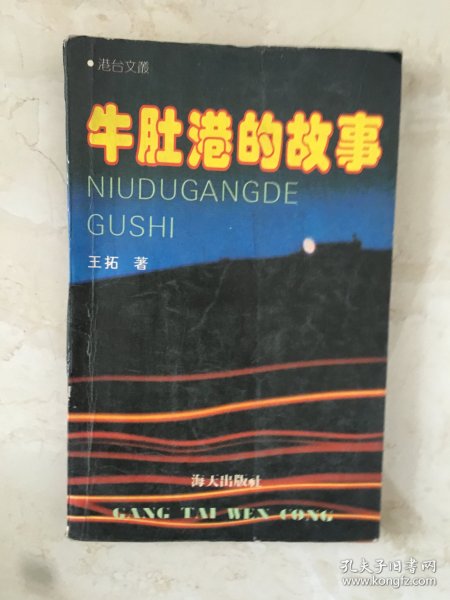 • 港台文叢
牛肚港的故事
NIUDUGANGDE
GUSHI
王拓 著
海天出版社
GANG TAI WEN CONG
孔夫子旧书网
www.kongfz.com